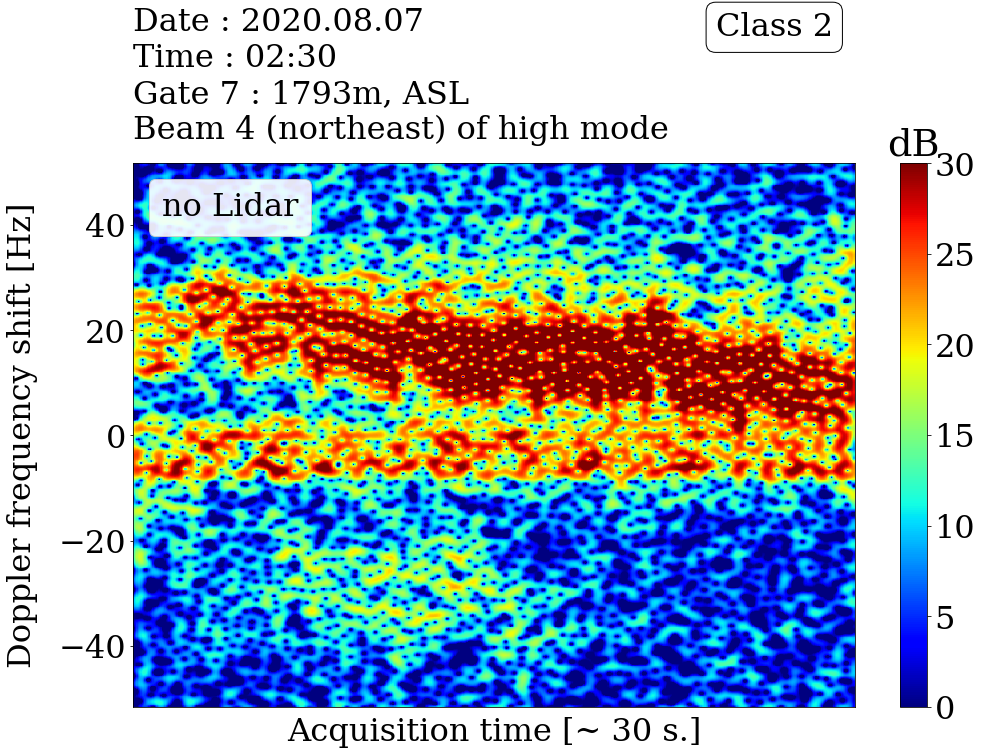 Date : 2020.08.07
Time : 02:30
Gate 7 : 1793m, ASL
Beam 4 (northeast) of high mode
Class 2
dB
no Lidar
Doppler frequency shift [Hz]
40
20
0
−20
−40
30
25
20
15
10
5
0
Acquisition time [~ 30 s.]